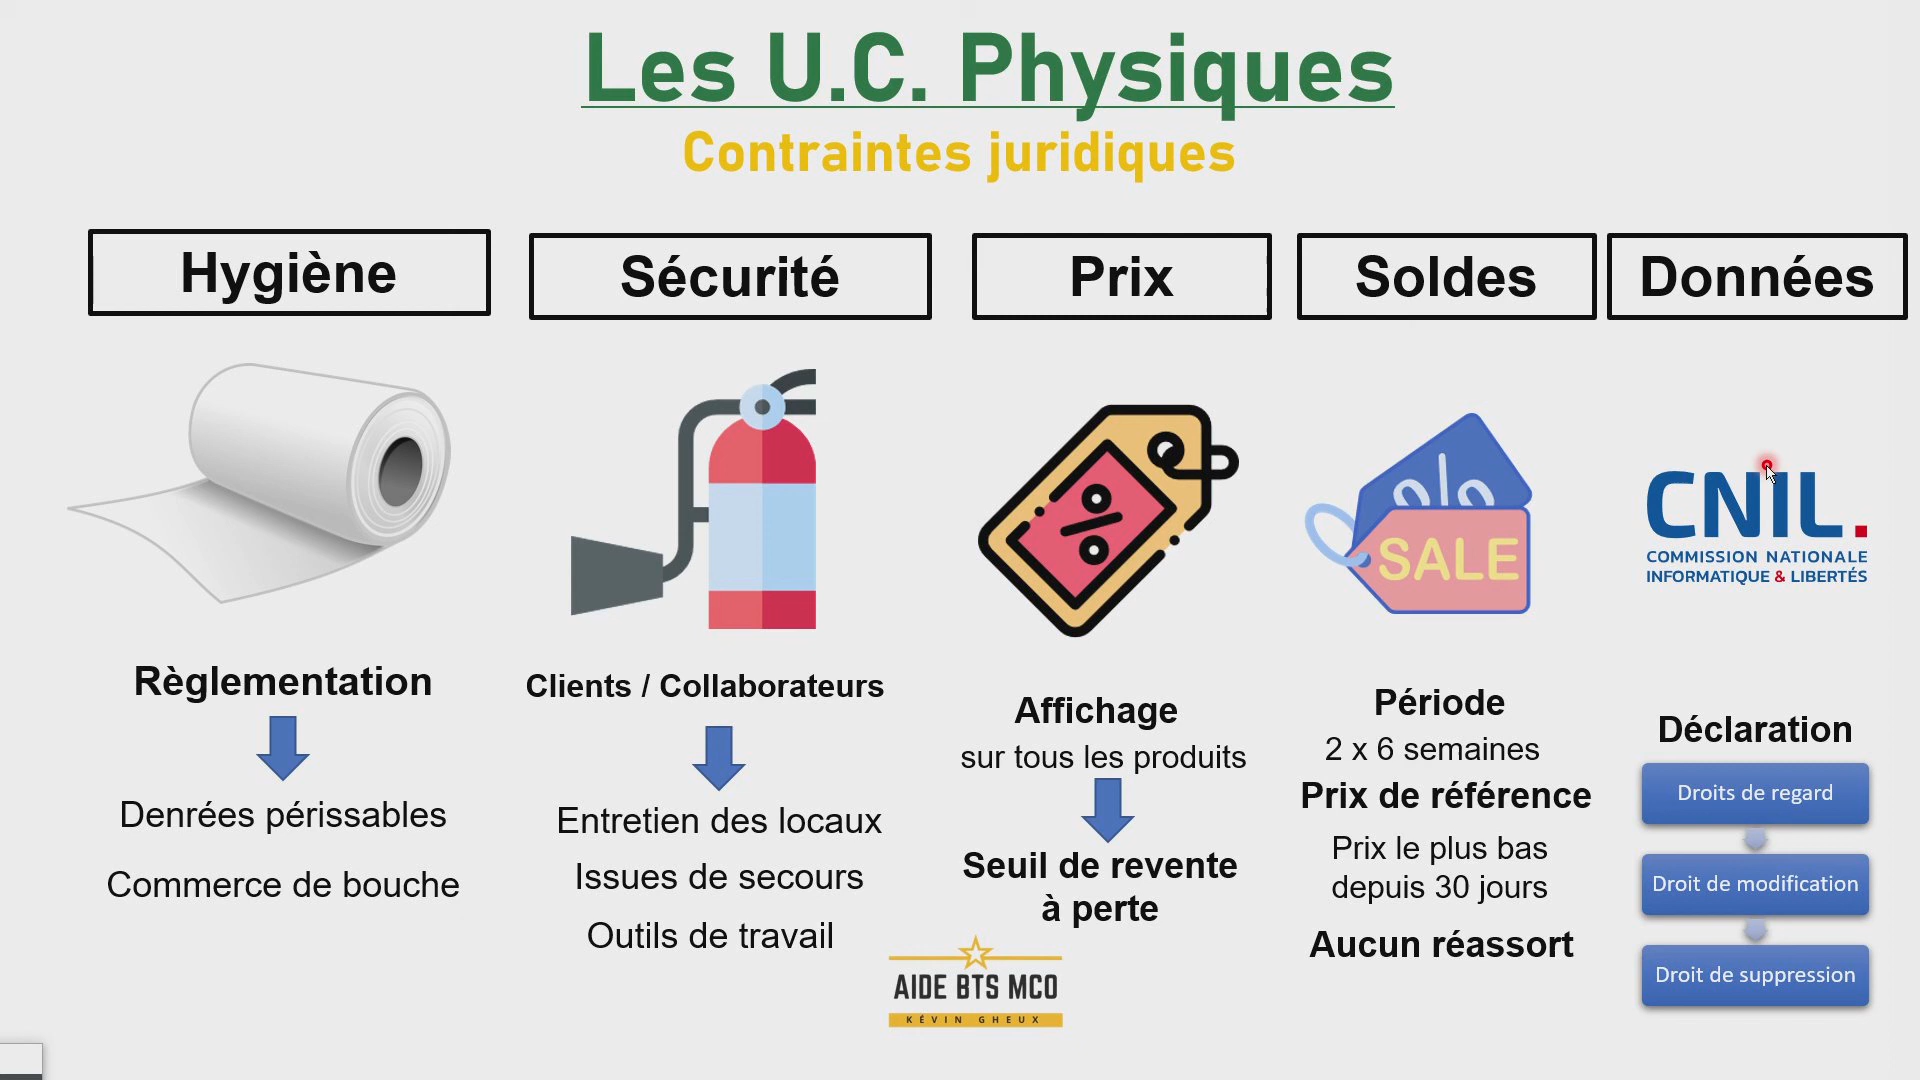 Les U.C. Physiques
Contraintes juridiques
Hygiène
Règlementation
Denrées périssables
Commerce de bouche
Sécurité
Clients / Collaborateurs
Entretien des locaux
Issues de secours
Outils de travail
Prix
%
Affichage
sur tous les produits
Seuil de revente
à perte
Soldes
%
SALE
Période
2 x 6 semaines
Prix de référence
Prix le plus bas
depuis 30 jours
Aucun réassort
Données
CNIL.
COMMISSION NATIONALE
INFORMATIQUE & LIBERTÉS
Déclaration
Droits de regard
Droit de modification
Droit de suppression
AIDE BTS MCO
KÉVIN GHEUX